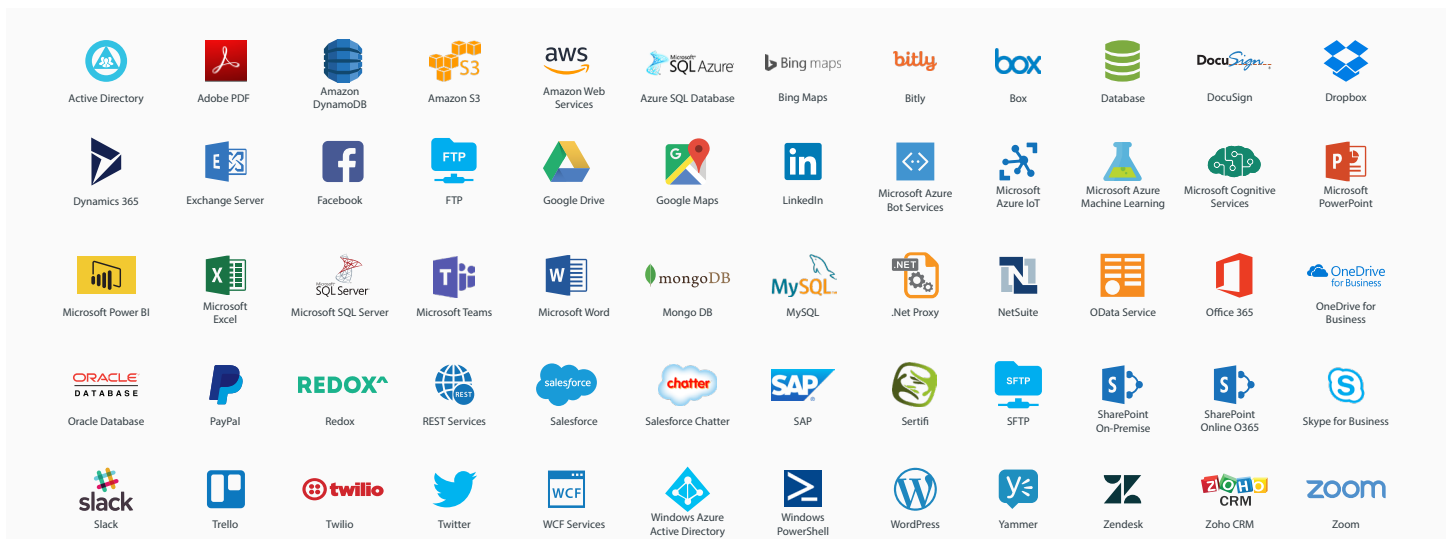 aws
S3
Microsoft
SQL Azure
Bing maps
bitly
box
DocuSign
Active Directory
Adobe PDF
Amazon
DynamoDB
Amazon S3
Amazon Web
Services
Azure SQL Database
Bing Maps
Bitly
Box
Database
DocuSign
Dropbox
E
f
FTP
G
in
P
Dynamics 365
Exchange Server
Facebook
FTP
Google Drive
Google Maps
LinkedIn
Microsoft Azure
Bot Services
Microsoft
Azure IoT
Microsoft Azure
Machine Learning
Microsoft Cognitive
Services
Microsoft
PowerPoint
X
Microsoft
SQL Server
T
W
mongoDB
MySQL
.NET
N
OneDrive
for Business
Microsoft Power BI
Microsoft
Excel
Microsoft SQL Server
Microsoft Teams
Microsoft Word
Mongo DB
MySQL
.Net Proxy
NetSuite
OData Service
Office 365
OneDrive for
Business
ORACLE
DATABASE
P
REDOX^
REST
salesforce
chatter
SAP
S
SFTP
S
S
S
Oracle Database
PayPal
Redox
REST Services
Salesforce
Salesforce Chatter
SAP
Sertifi
SFTP
SharePoint
On-Premise
SharePoint
Online O365
Skype for Business
slack
twilio
WCF
W
y
Z
ZOHO
CRM
zoom
Slack
Trello
Twilio
Twitter
WCF Services
Windows Azure
Active Directory
Windows
PowerShell
WordPress
Yammer
Zendesk
Zoho CRM
Zoom